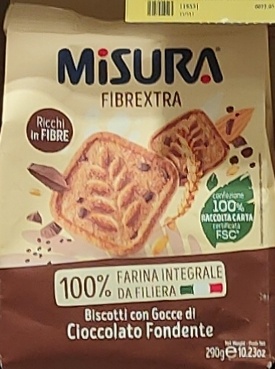 MiSURA
FIBREXTRA
Ricchi
in FIBRE
confezione
100%
RACCOLTA CARTA
certificata
FSC®
100% FARINA INTEGRALE
DA FILIERA
Biscotti con Gocce di
Cioccolato Fondente
290g e 10.23oz